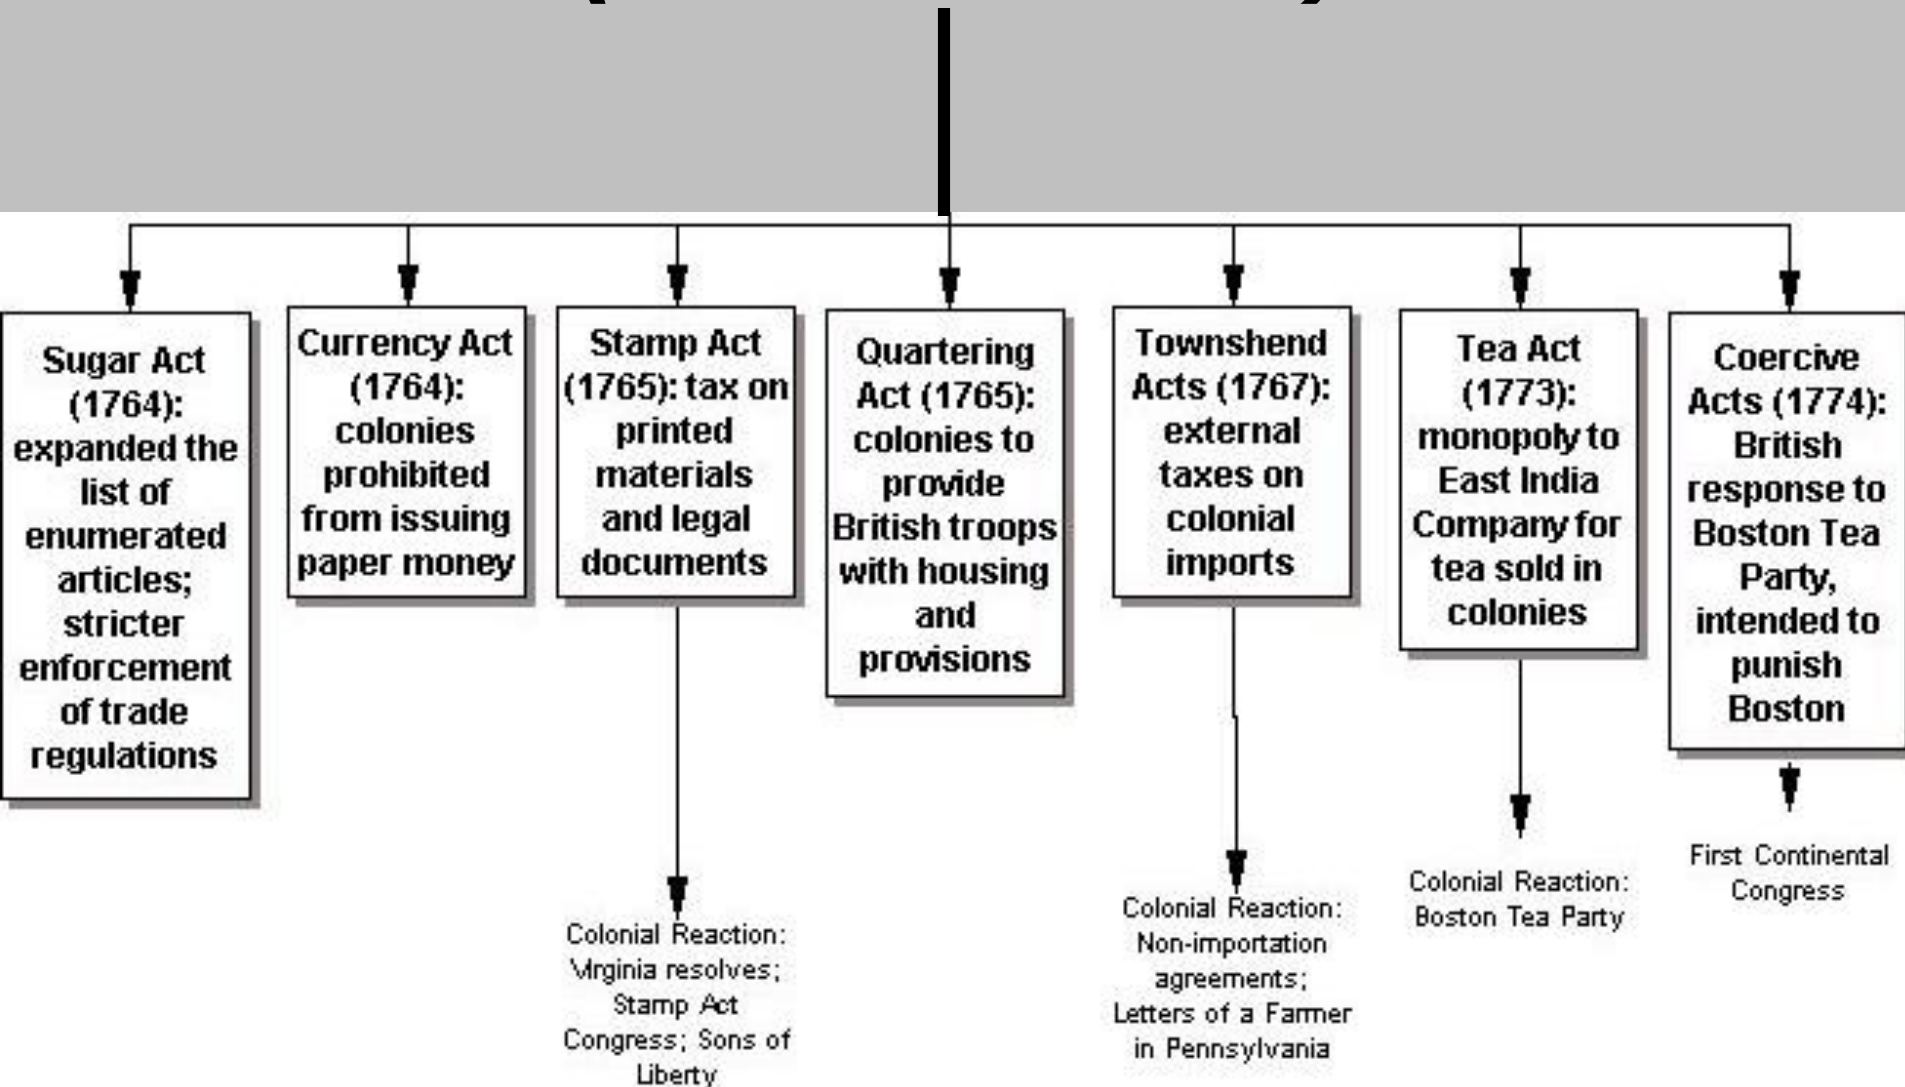 Sugar Act
(1764):
expanded the
list of
enumerated
articles;
stricter
enforcement
of trade
regulations
Currency Act
(1764):
colonies
prohibited
from issuing
paper money
Stamp Act
(1765): tax on
printed
materials
and legal
documents
Quartering
Act (1765):
colonies to
provide
British troops
with housing
and
provisions
Townshend
Acts (1767):
external
taxes on
colonial
imports
Tea Act
(1773):
monopoly to
East India
Company for
tea sold in
colonies
Coercive
Acts (1774):
British
response to
Boston Tea
Party,
intended to
punish
Boston
Colonial Reaction:
Virginia resolves;
Stamp Act
Congress; Sons of
Liberty
Colonial Reaction:
Non-importation
agreements;
Letters of a Farmer
in Pennsylvania
Colonial Reaction:
Boston Tea Party
First Continental
Congress